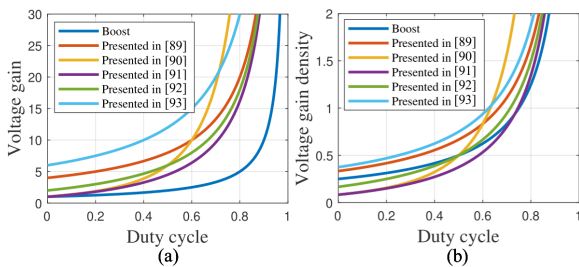 30
25
20
15
10
5
0
Voltage gain
Boost
Presented in [89]
Presented in [90]
Presented in [91]
Presented in [92]
Presented in [93]
0 0.2 0.4 0.6 0.8 1
Duty cycle
(a)
2
1.5
1
0.5
0
Voltage gain density
Boost
Presented in [89]
Presented in [90]
Presented in [91]
Presented in [92]
Presented in [93]
0 0.2 0.4 0.6 0.8 1
Duty cycle
(b)